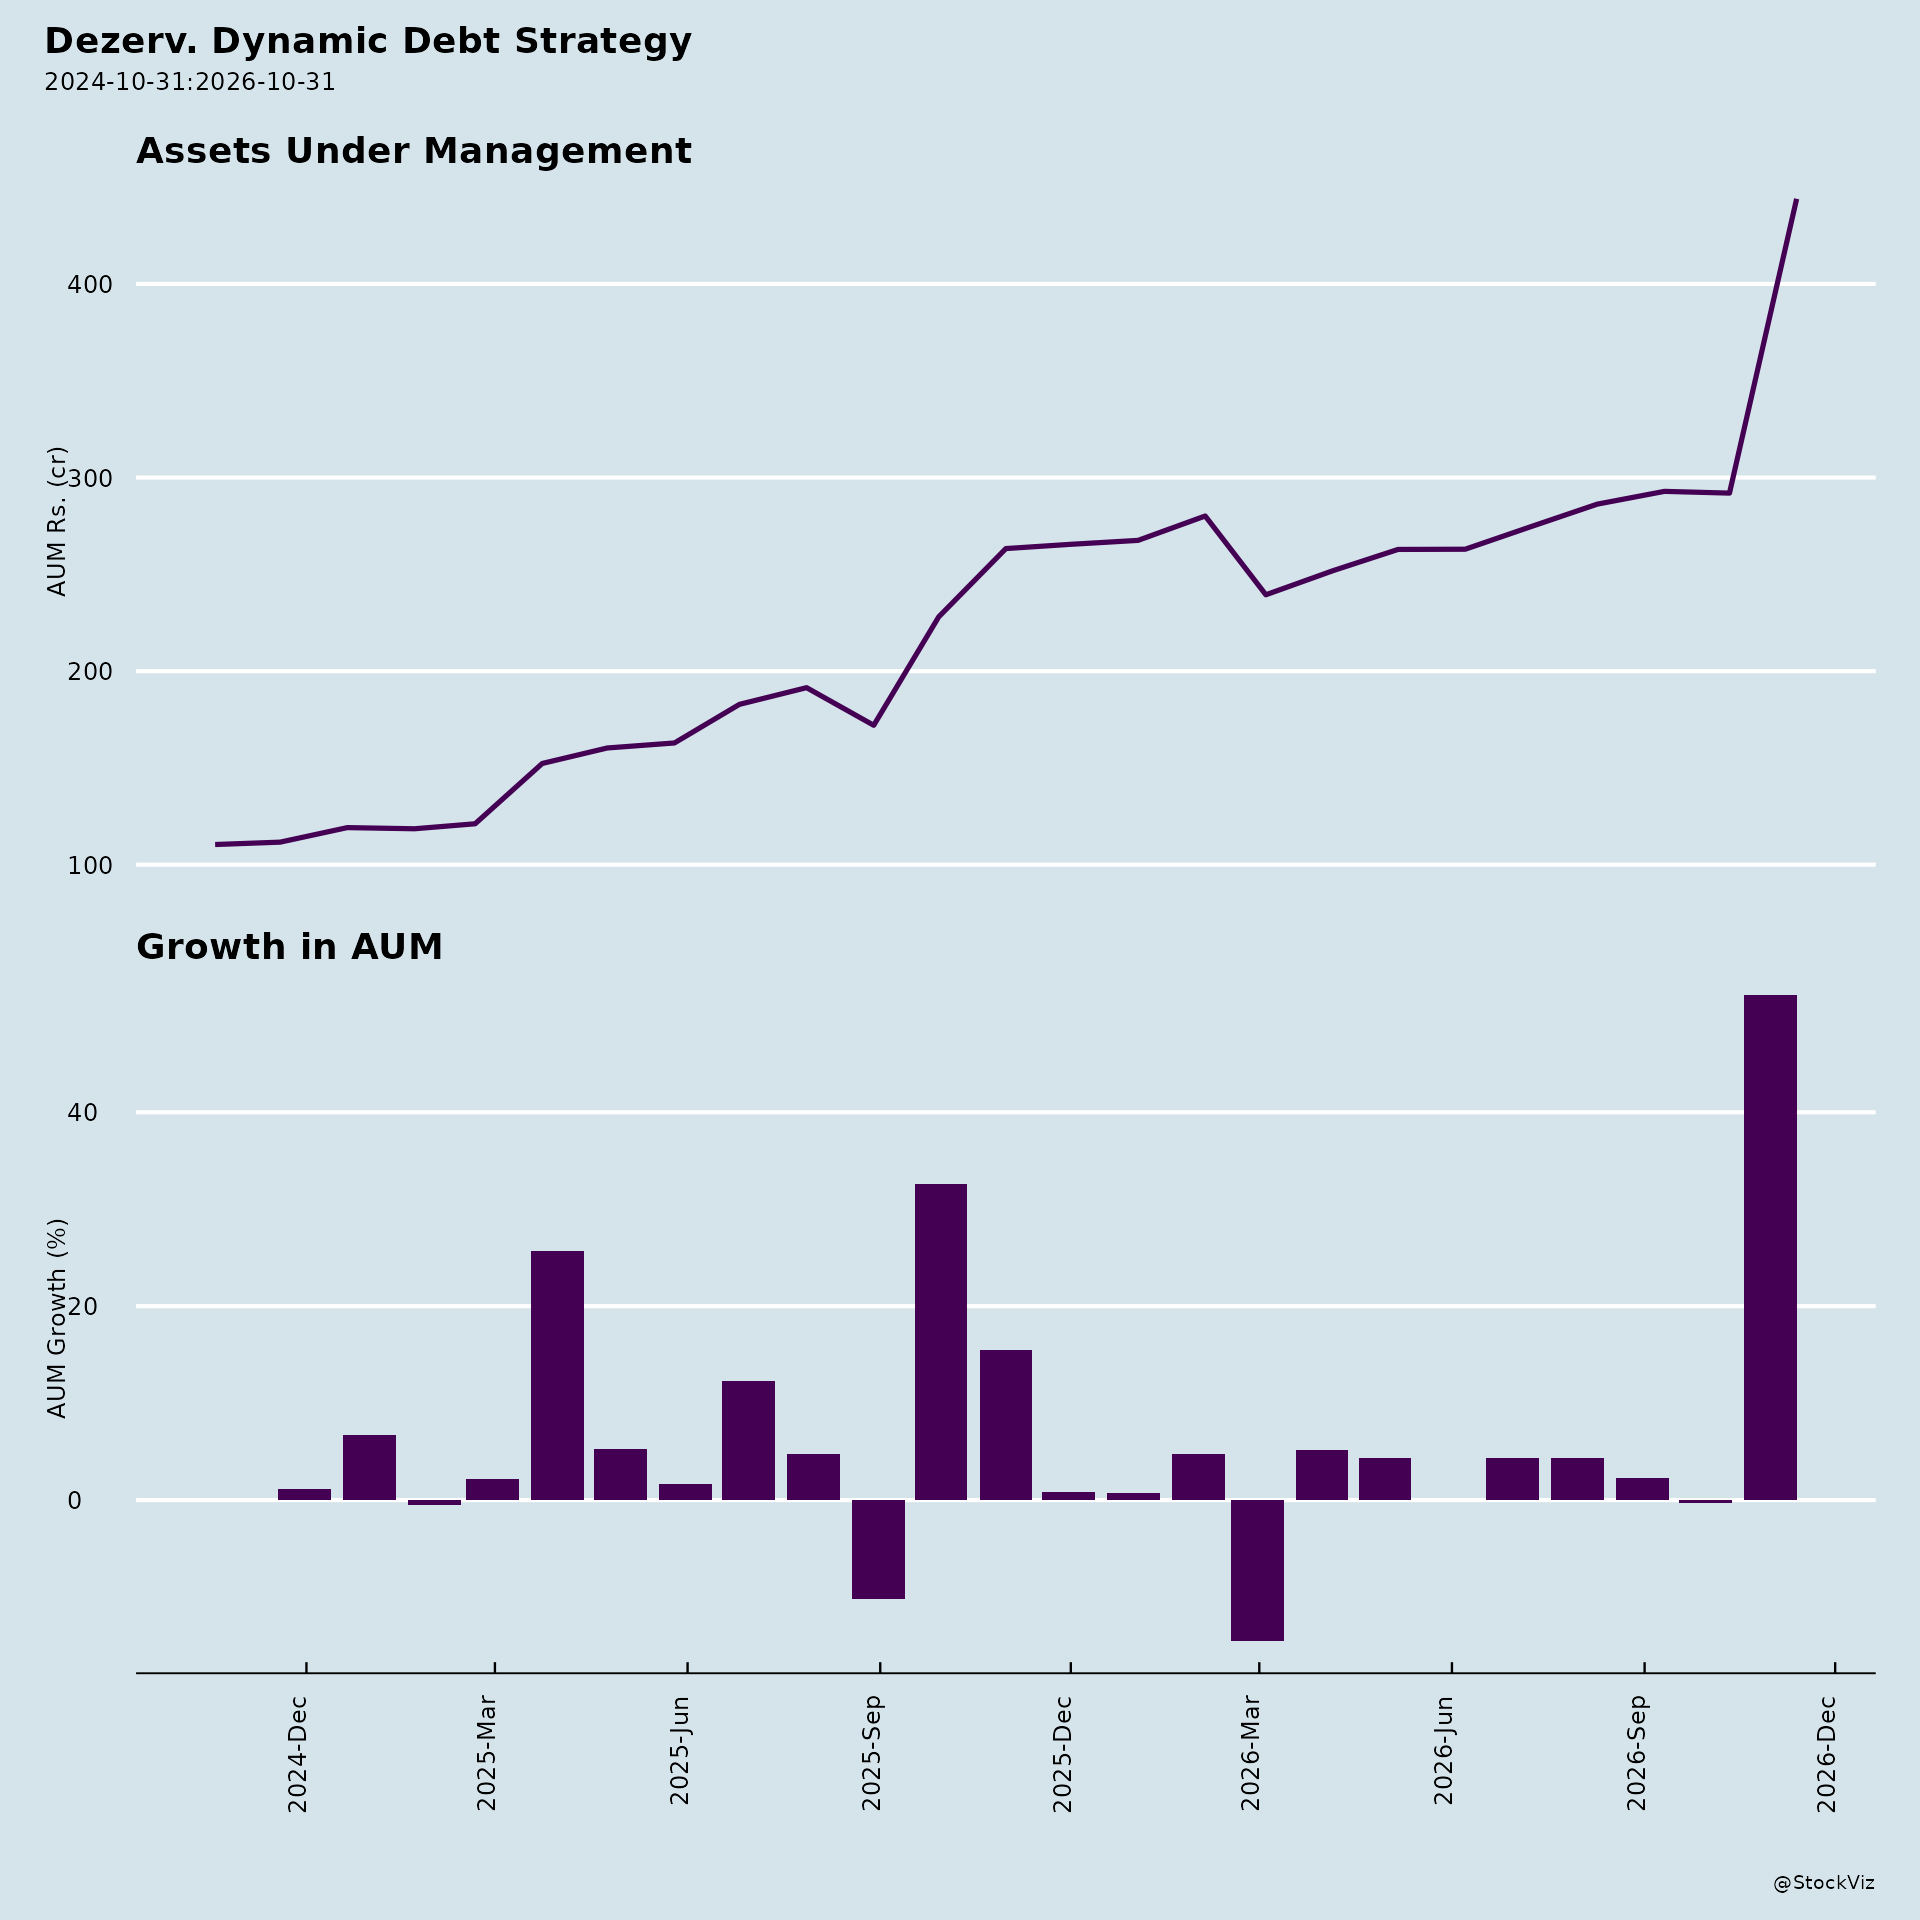 Dezerv. Dynamic Debt Strategy
2024-10-31:2026-10-31
Assets Under Management
AUM Rs. (cr)
400
300
200
100
Growth in AUM
AUM Growth (%)
40
20
0
2024-Dec
2025-Mar
2025-Jun
2025-Sep
2025-Dec
2026-Mar
2026-Jun
2026-Sep
2026-Dec
@StockViz